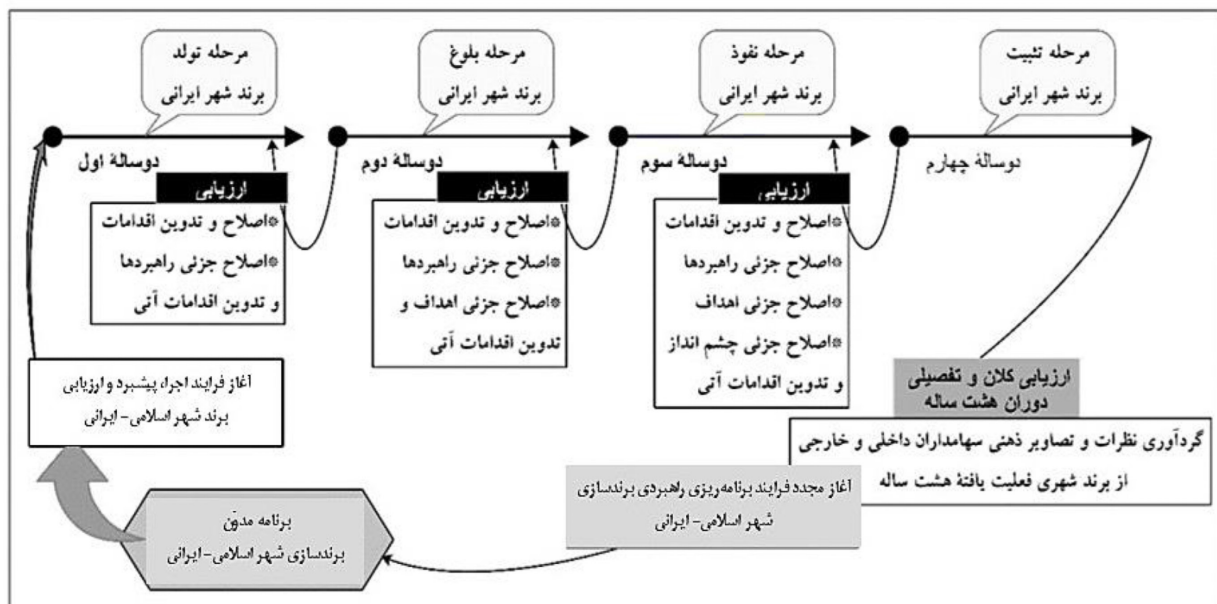 مرحله تولد
برند شهر ایرانی
مرحله بلوغ
برند شهر ایرانی
مرحله نفوذ
برند شهر ایرانی
مرحله تثبیت
برند شهر ایرانی
دوسالهٔ اول
دوسالهٔ دوم
دوسالهٔ سوم
دوسالهٔ چهارم
ارزیابی
*اصلاح و تدوین اقدامات
*اصلاح جزئی راهبردها
و تدوین اقدامات آتی
ارزیابی
*اصلاح و تدوین اقدامات
*اصلاح جزئی راهبردها
*اصلاح جزئی اهداف و
تدوین اقدامات آتی
ارزیابی
*اصلاح و تدوین اقدامات
*اصلاح جزئی راهبردها
*اصلاح جزئی اهداف
*اصلاح جزئی چشم انداز
و تدوین اقدامات آتی
ارزیابی کلان و تفصیلی
دوران هشت ساله
گردآوری نظرات و تصاویر ذهنی سهامداران داخلی و خارجی
از برند شهری فعلیت یافتهٔ هشت ساله
آغاز مجدد فرایند برنامه‌ریزی راهبردی برندسازی
شهر اسلامی- ایرانی
برنامه مدوّن
برندسازی شهر اسلامی- ایرانی
آغاز فرایند اجرا، پیشبرد و ارزیابی
برند شهر اسلامی- ایرانی